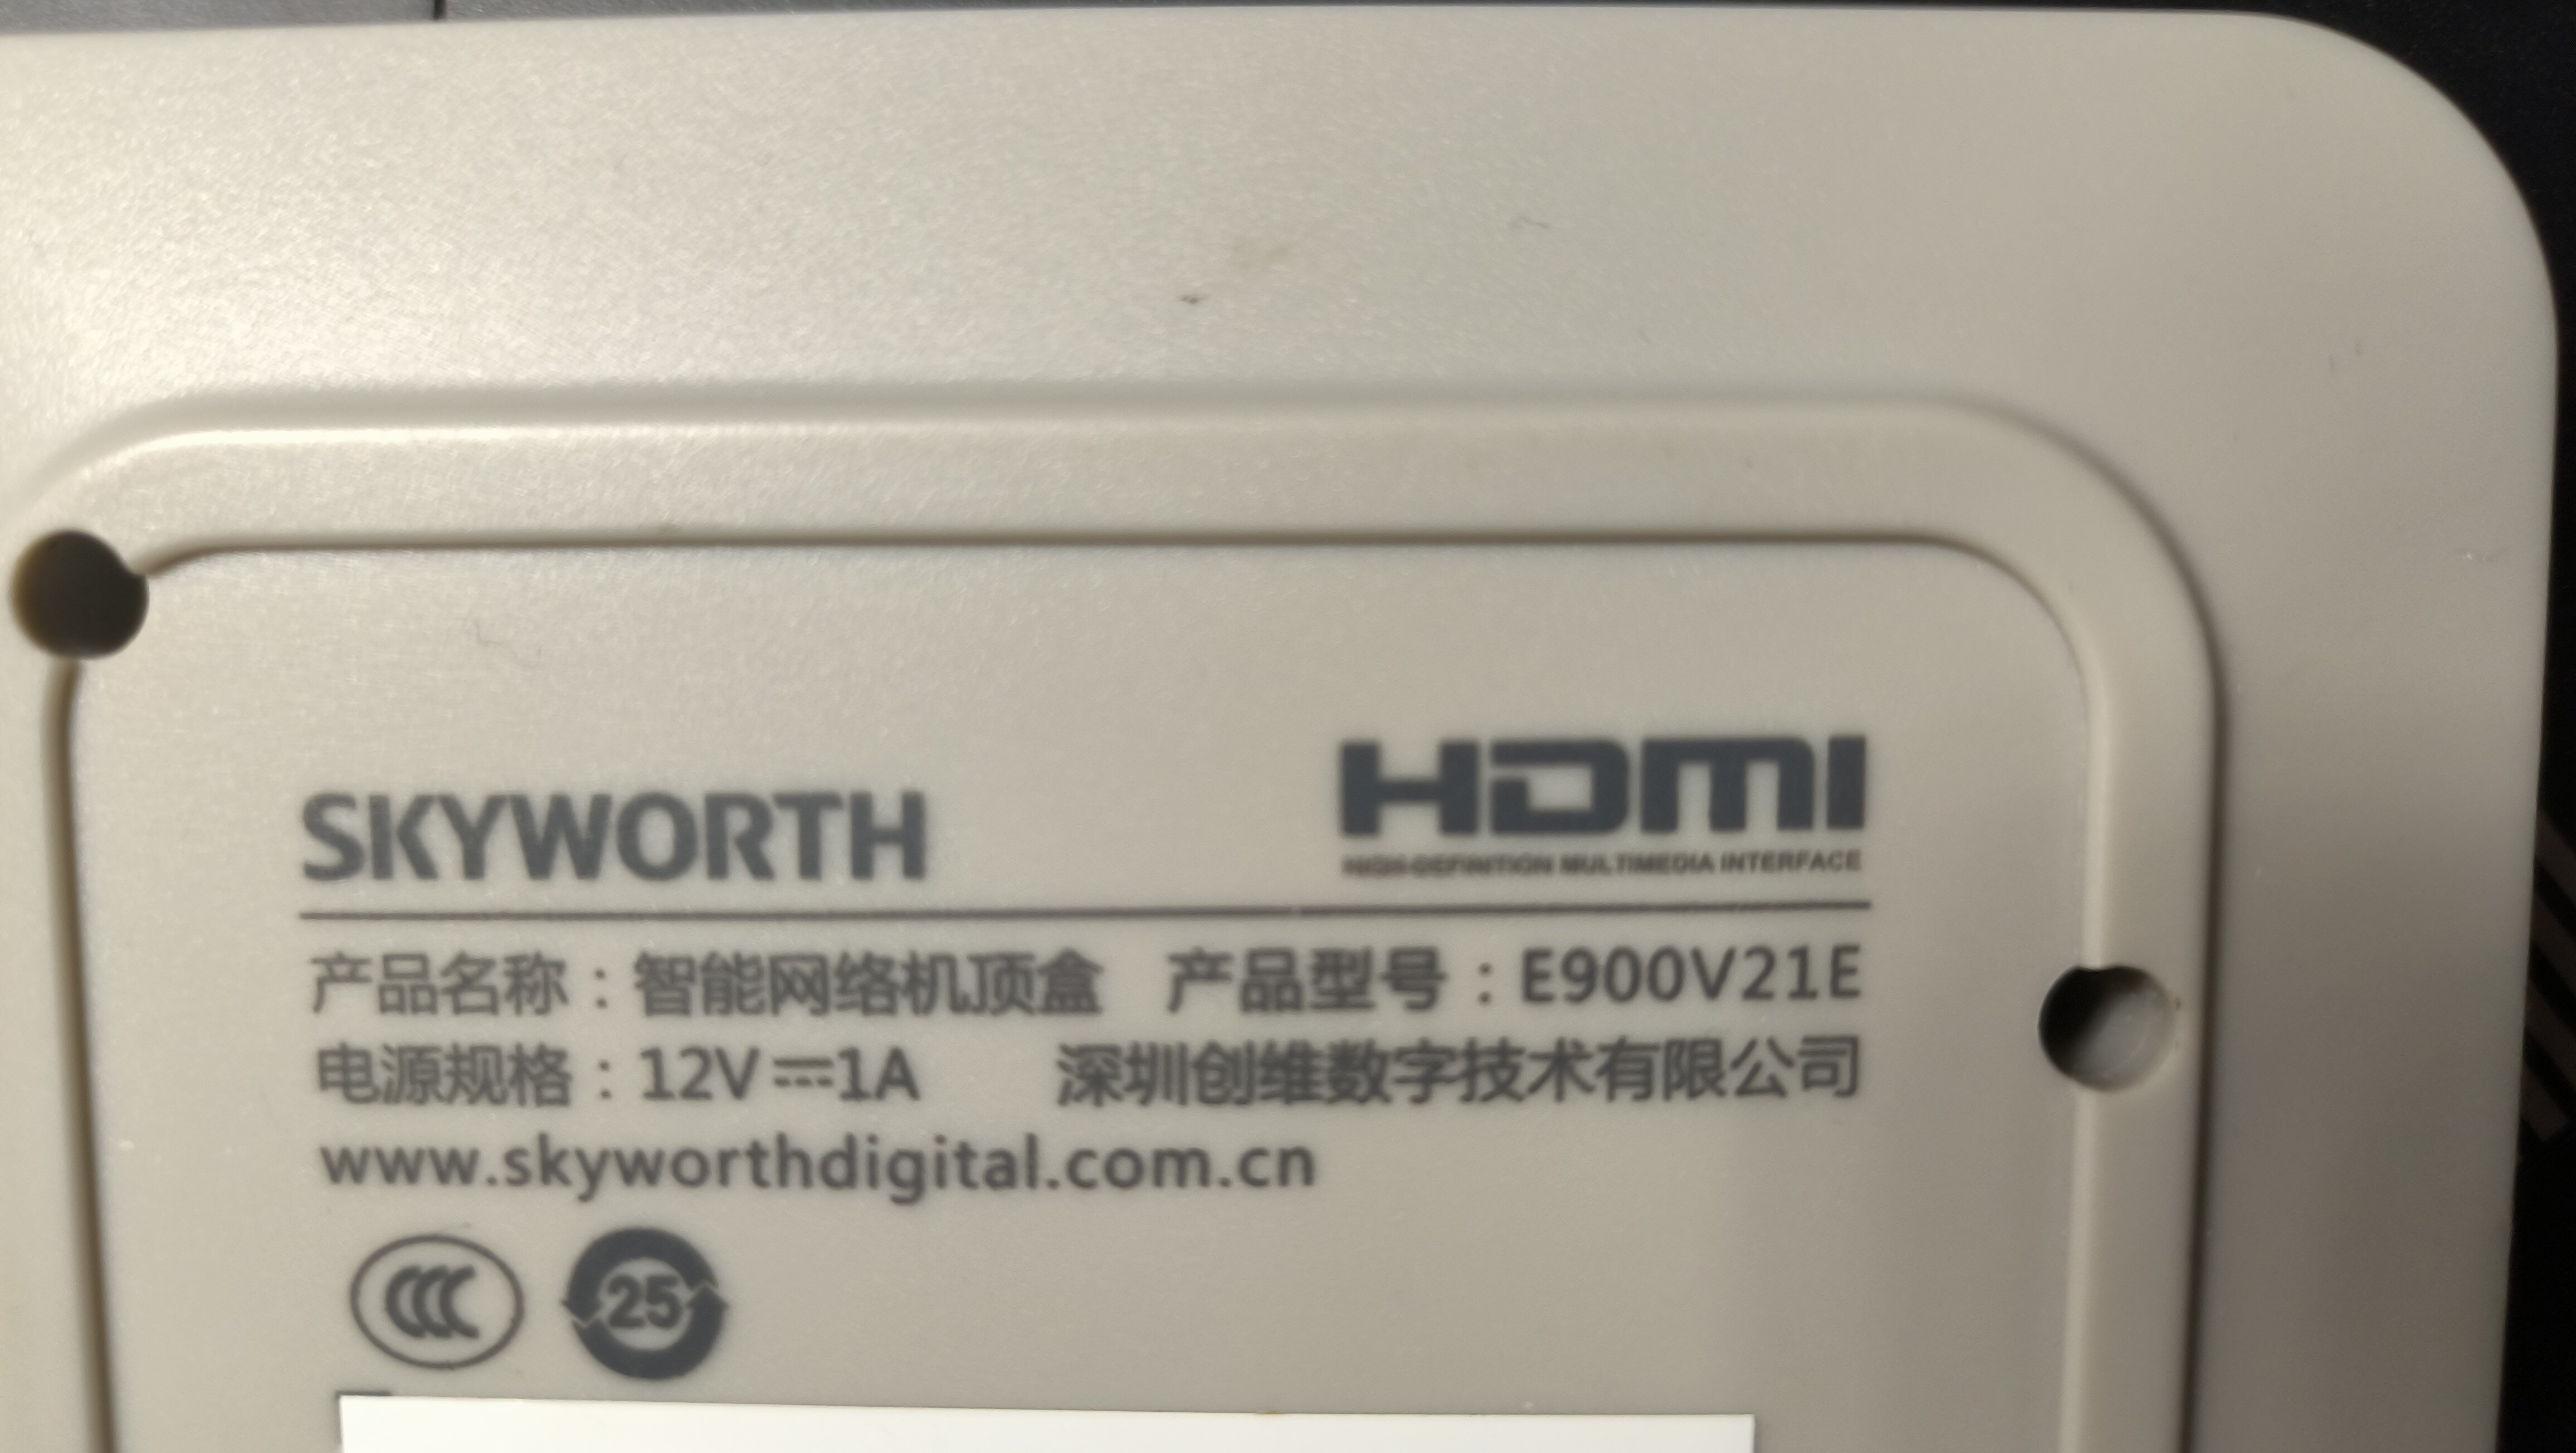 SKYWORTH
HDMI
HIGH-DEFINITION MULTIMEDIA INTERFACE
产品名称：智能网络机顶盒 产品型号：E900V21E
电源规格：12V⎓1A 深圳创维数字技术有限公司
www.skyworthdigital.com.cn
CCC
25